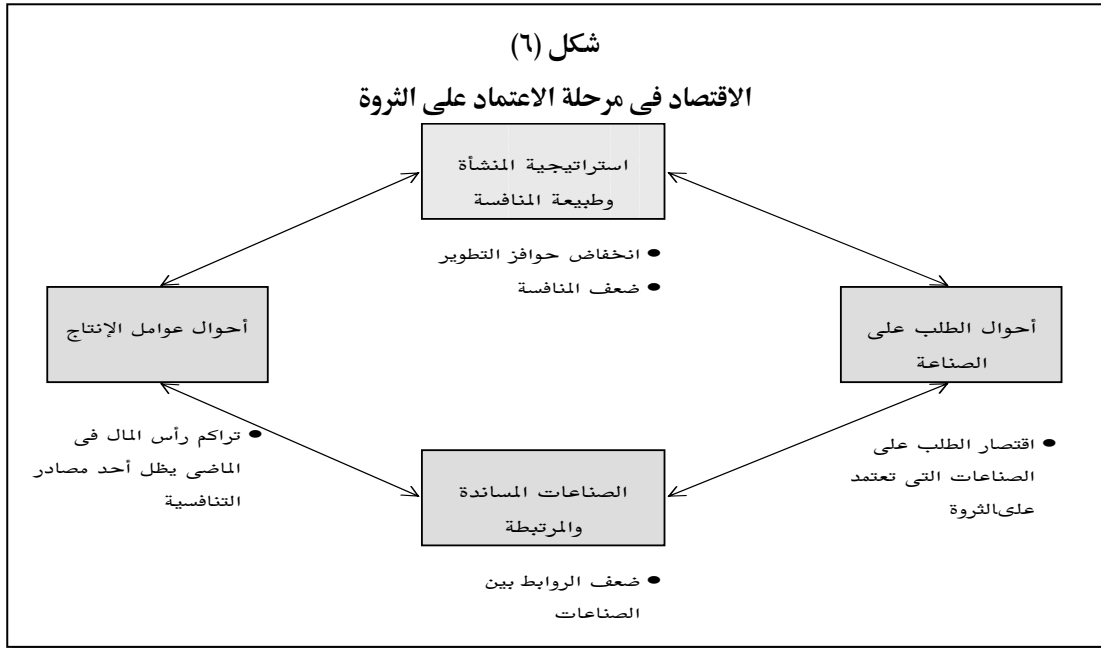 شكل (٦)
الاقتصاد فى مرحلة الاعتماد على الثروة
استراتيجية المنشأة
وطبيعة المنافسة
● انخفاض حوافز التطوير
● ضعف المنافسة
أحوال الطلب على
الصناعة
● اقتصار الطلب على
الصناعات التى تعتمد
على الثروة
أحوال عوامل الإنتاج
● تراكم رأس المال فى
الماضى يظل أحد مصادر
التنافسية
الصناعات المساندة
والمرتبطة
● ضعف الروابط بين
الصناعات